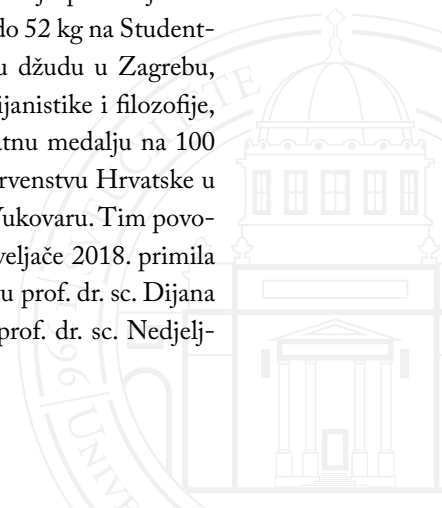 do 52 kg na Student-
u džudu u Zagrebu,
ijanistike i filozofije,
atnu medalju na 100
rvenstvu Hrvatske u
Vukovaru. Tim povo-
veljače 2018. primila
u prof. dr. sc. Dijana
prof. dr. sc. Nedjelj-